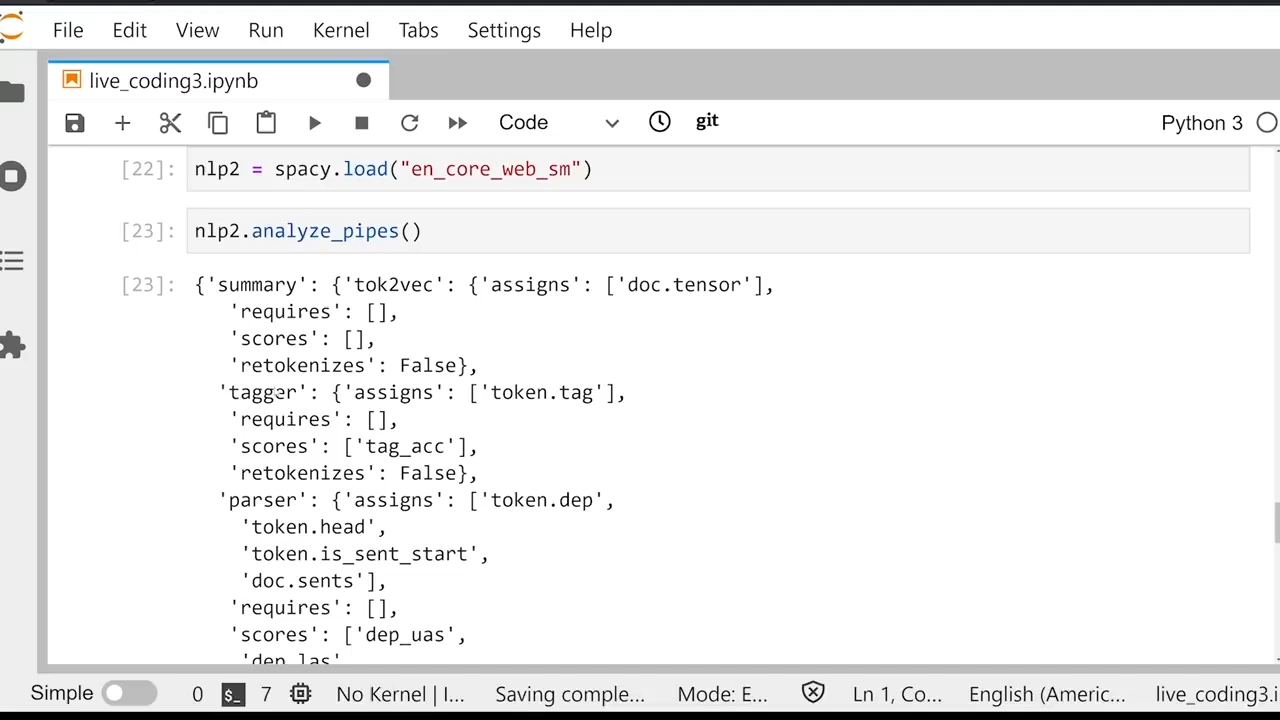 File Edit View Run Kernel Tabs Settings Help
live_coding3.ipynb
Code git Python 3
[22]: nlp2 = spacy.load("en_core_web_sm")
[23]: nlp2.analyze_pipes()
[23]: {'summary': {'tok2vec': {'assigns': ['doc.tensor'],
'requires': [],
'scores': [],
'retokenizes': False},
'tagger': {'assigns': ['token.tag'],
'requires': [],
'scores': ['tag_acc'],
'retokenizes': False},
'parser': {'assigns': ['token.dep',
'token.head',
'token.is_sent_start',
'doc.sents'],
'requires': [],
'scores': ['dep_uas',
'dep_las',
Simple 0 $_ 7 No Kernel | I... Saving comple... Mode: E... Ln 1, Co... English (Americ... live_coding3.i